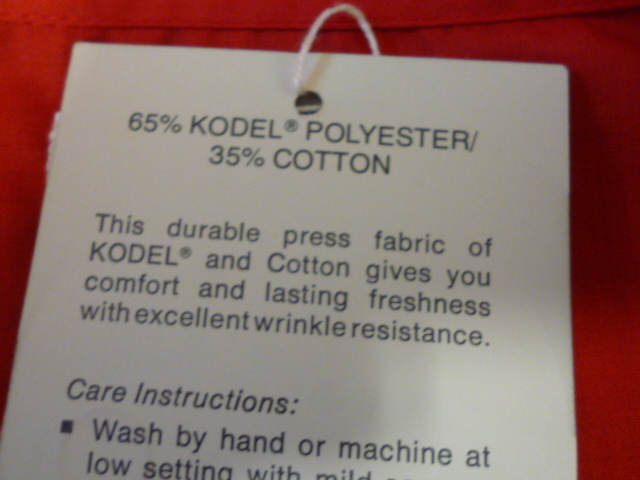 65% KODEL® POLYESTER/
35% COTTON
This durable press fabric of
KODEL® and Cotton gives you
comfort and lasting freshness
with excellent wrinkle resistance.
Care Instructions:
■ Wash by hand or machine at
low setting with mild